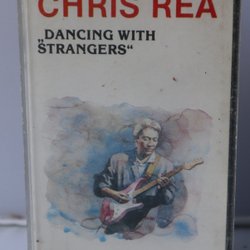 CHRIS REA
„DANCING WITH
STRANGERS“